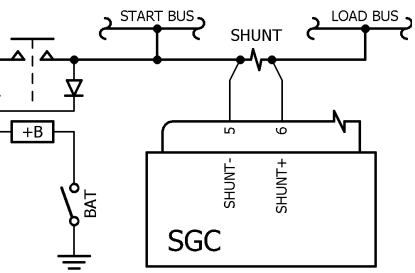 START BUS
LOAD BUS
SHUNT
+B
5
6
BAT
SHUNT-
SHUNT+
SGC